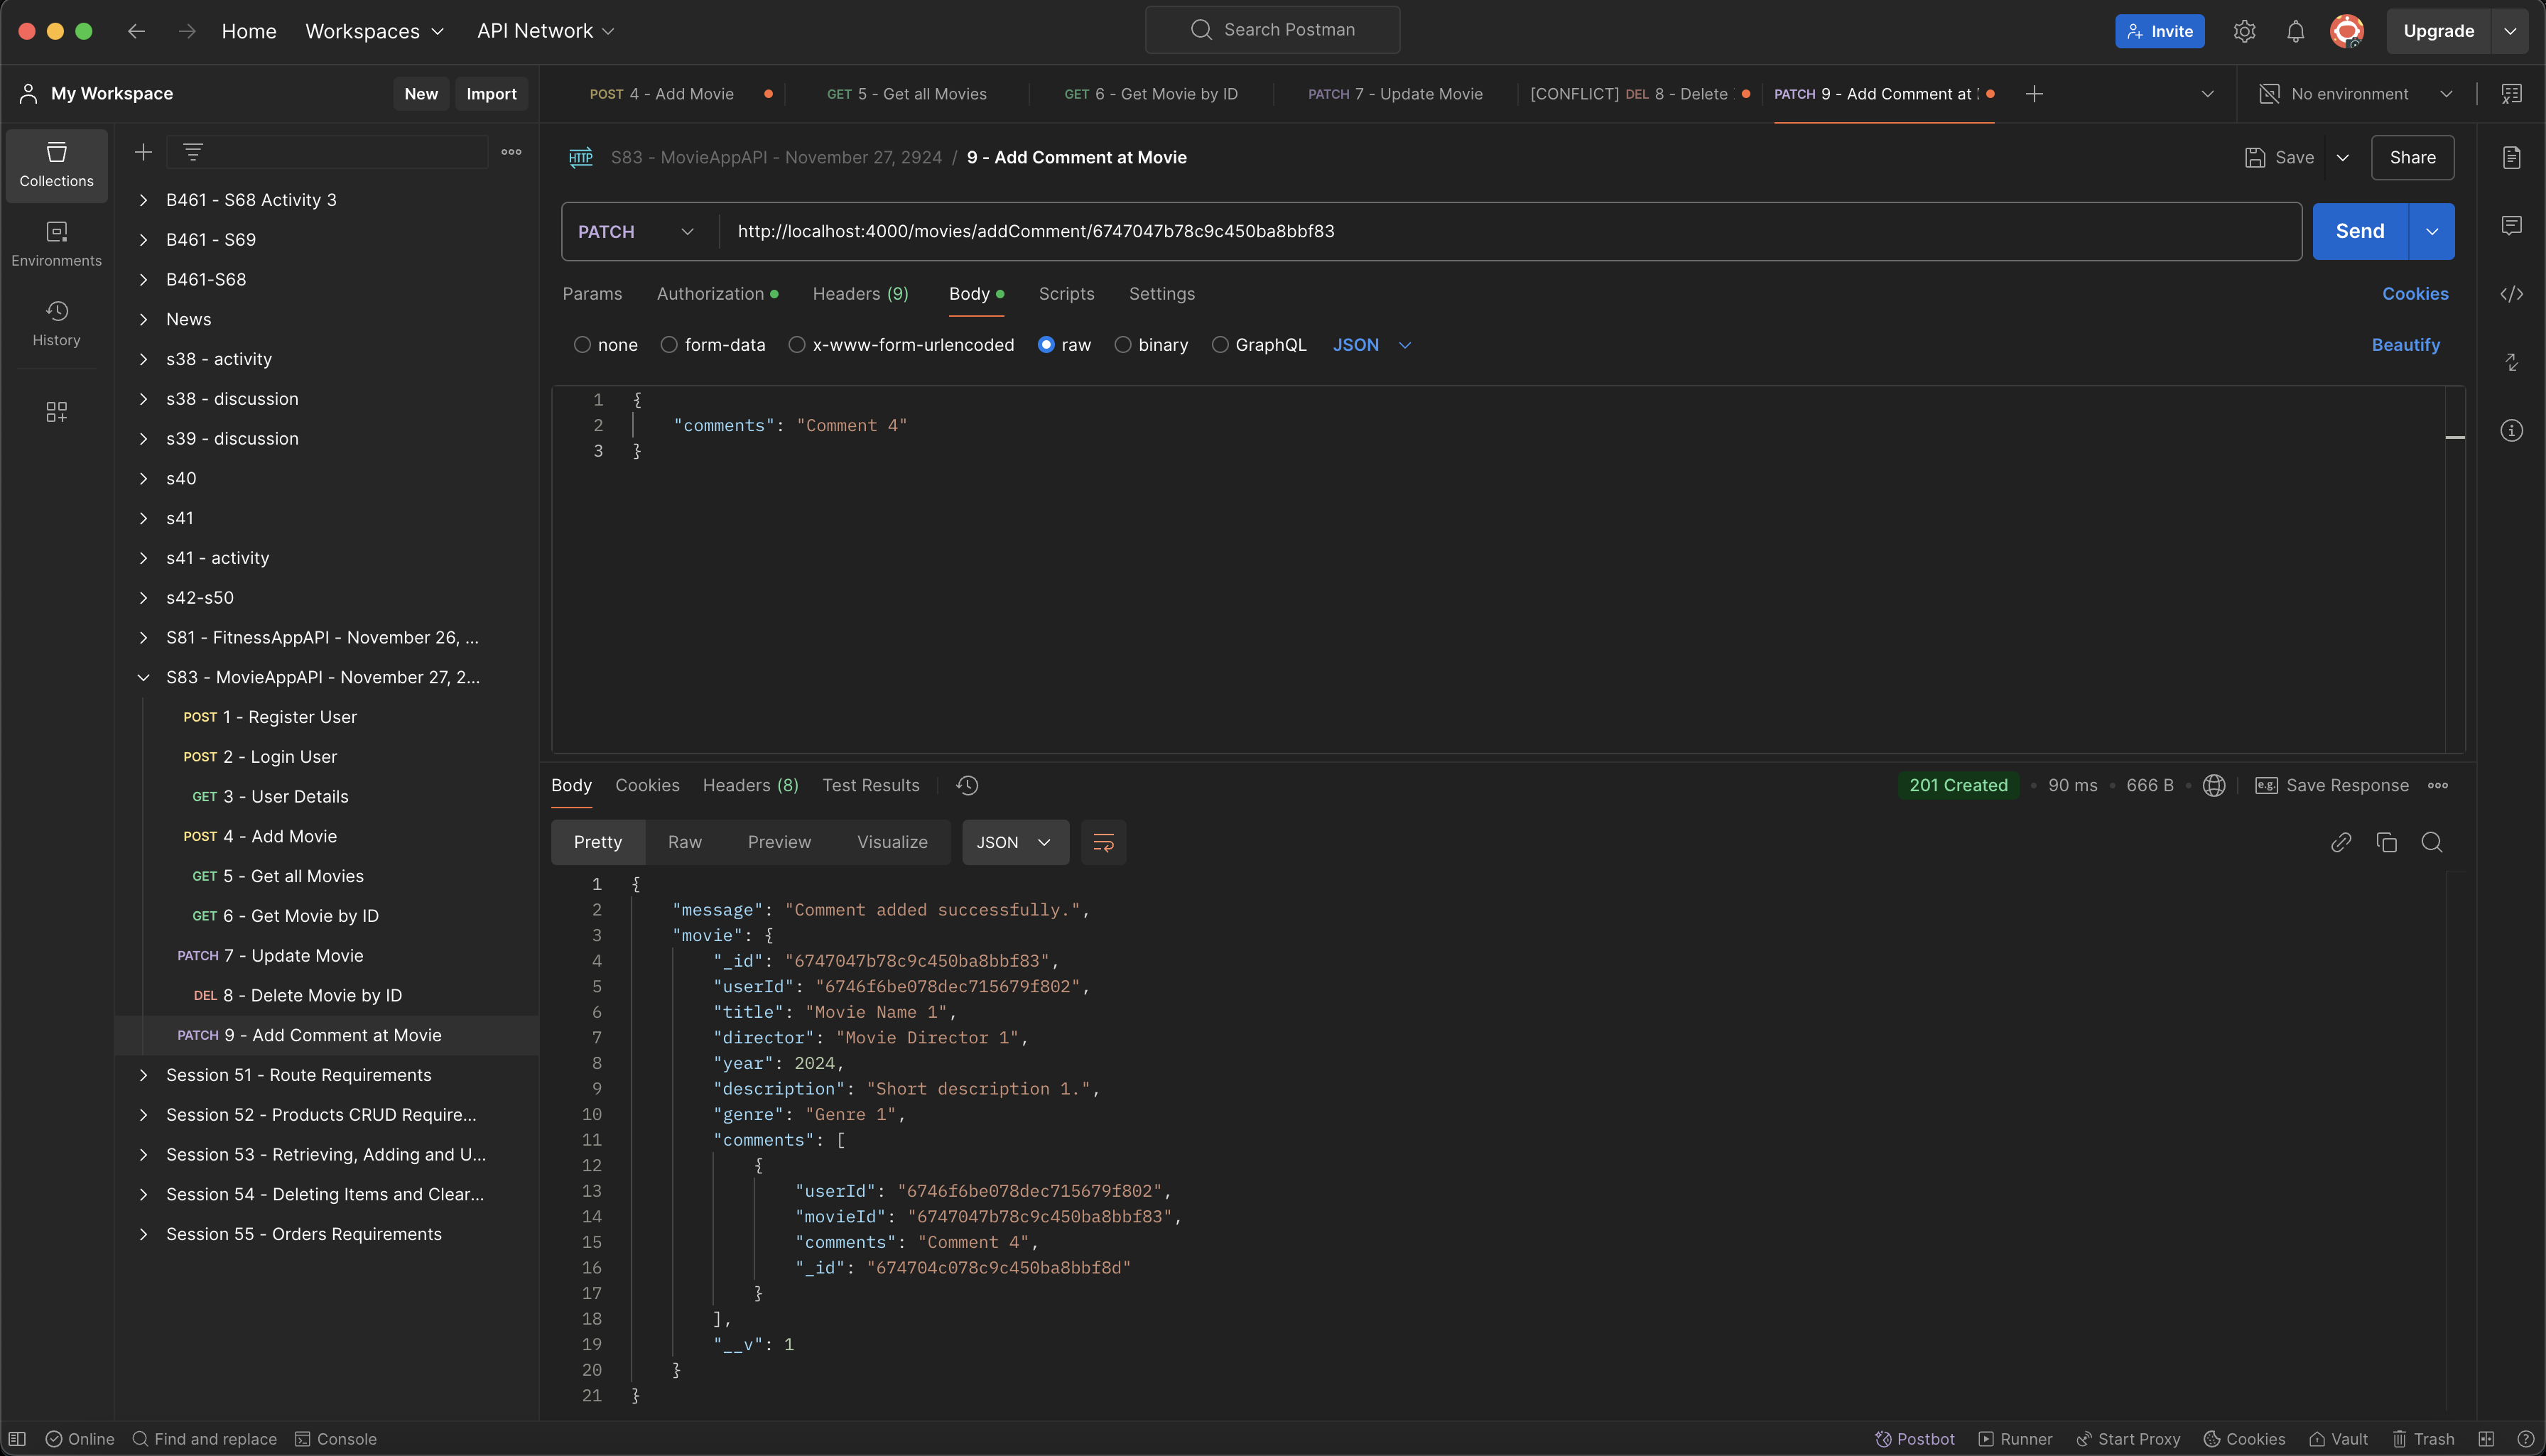 Home
Workspaces
API Network
Search Postman
Invite
Upgrade
My Workspace
New
Import
POST 4 - Add Movie
GET 5 - Get all Movies
GET 6 - Get Movie by ID
PATCH 7 - Update Movie
[CONFLICT] DEL 8 - Delete
PATCH 9 - Add Comment at
No environment
Collections
Environments
History
B461 - S68 Activity 3
B461 - S69
B461-S68
News
s38 - activity
s38 - discussion
s39 - discussion
s40
s41
s41 - activity
s42-s50
S81 - FitnessAppAPI - November 26, ...
S83 - MovieAppAPI - November 27, 2...
POST 1 - Register User
POST 2 - Login User
GET 3 - User Details
POST 4 - Add Movie
GET 5 - Get all Movies
GET 6 - Get Movie by ID
PATCH 7 - Update Movie
DEL 8 - Delete Movie by ID
PATCH 9 - Add Comment at Movie
Session 51 - Route Requirements
Session 52 - Products CRUD Require...
Session 53 - Retrieving, Adding and U...
Session 54 - Deleting Items and Clear...
Session 55 - Orders Requirements
HTTP S83 - MovieAppAPI - November 27, 2924 / 9 - Add Comment at Movie
Save
Share
PATCH
http://localhost:4000/movies/addComment/6747047b78c9c450ba8bbf83
Send
Params
Authorization
Headers (9)
Body
Scripts
Settings
Cookies
none
form-data
x-www-form-urlencoded
raw
binary
GraphQL
JSON
Beautify
1 {
2 "comments": "Comment 4"
3 }
Body
Cookies
Headers (8)
Test Results
201 Created
90 ms
666 B
e.g. Save Response
Pretty
Raw
Preview
Visualize
JSON
1 {
2 "message": "Comment added successfully.",
3 "movie": {
4 "_id": "6747047b78c9c450ba8bbf83",
5 "userId": "6746f6be078dec715679f802",
6 "title": "Movie Name 1",
7 "director": "Movie Director 1",
8 "year": 2024,
9 "description": "Short description 1.",
10 "genre": "Genre 1",
11 "comments": [
12 {
13 "userId": "6746f6be078dec715679f802",
14 "movieId": "6747047b78c9c450ba8bbf83",
15 "comments": "Comment 4",
16 "_id": "674704c078c9c450ba8bbf8d"
17 }
18 ],
19 "__v": 1
20 }
21 }
Online
Find and replace
Console
Postbot
Runner
Start Proxy
Cookies
Vault
Trash